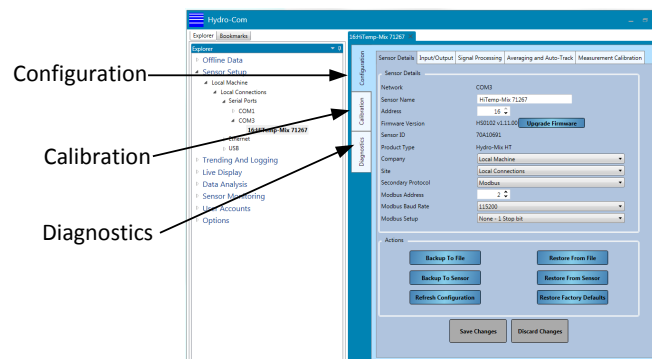 Hydro-Com
Explorer Bookmarks
16:HiTemp-Mix 71267
Explorer
Offline Data
Sensor Setup
Local Machine
Local Connections
Serial Ports
COM1
COM3
16:HiTemp-Mix 71267
Ethernet
USB
Trending And Logging
Live Display
Data Analysis
Sensor Monitoring
User Accounts
Options
Configuration
Calibration
Diagnostics
Configuration
Calibration
Diagnostics
Sensor Details Input/Output Signal Processing Averaging and Auto-Track Measurement Calibration
Sensor Details
Network COM3
Sensor Name HiTemp-Mix 71267
Address 16
Firmware Version HS0102 v1.11.00 Upgrade Firmware
Sensor ID 70A10691
Product Type Hydro-Mix HT
Company Local Machine
Site Local Connections
Secondary Protocol Modbus
Modbus Address 2
Modbus Baud Rate 115200
Modbus Setup None - 1 Stop bit
Actions
Backup To File Restore From File
Backup To Sensor Restore From Sensor
Refresh Configuration Restore Factory Defaults
Save Changes Discard Changes